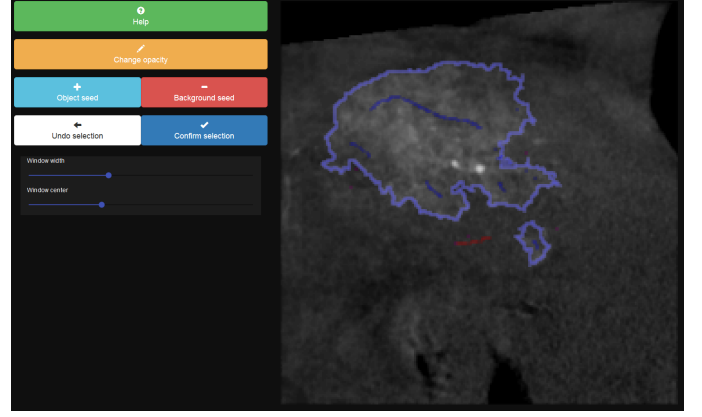 Help
Change opacity
Object seed
Background seed
Undo selection
Confirm selection
Window width
Window center